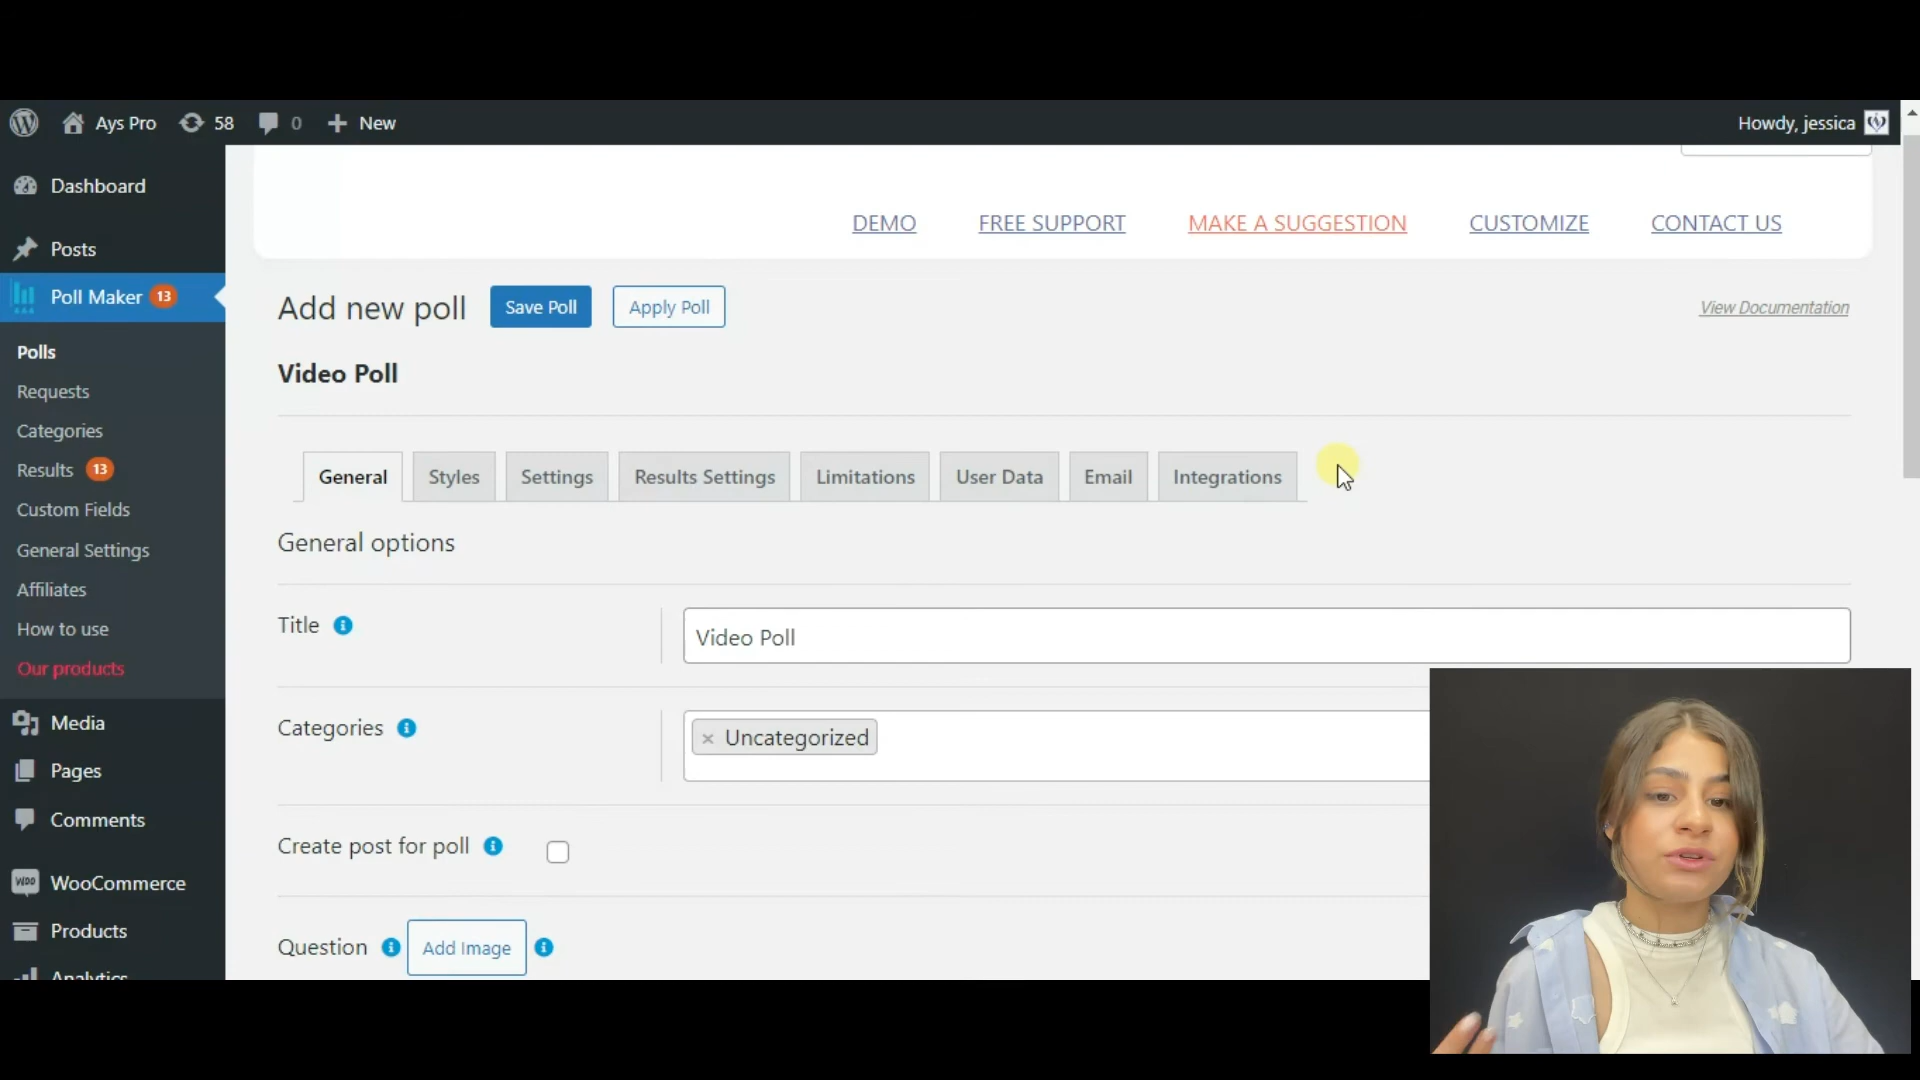 Ays Pro 58 0 New Howdy, jessica
Dashboard
Posts
Poll Maker 13
Polls
Requests
Categories
Results 13
Custom Fields
General Settings
Affiliates
How to use
Our products
Media
Pages
Comments
WooCommerce
Products
Analytics
DEMO FREE SUPPORT MAKE A SUGGESTION CUSTOMIZE CONTACT US
Add new poll Save Poll Apply Poll View Documentation
Video Poll
General Styles Settings Results Settings Limitations User Data Email Integrations
General options
Title Video Poll
Categories × Uncategorized
Create post for poll
Question Add Image